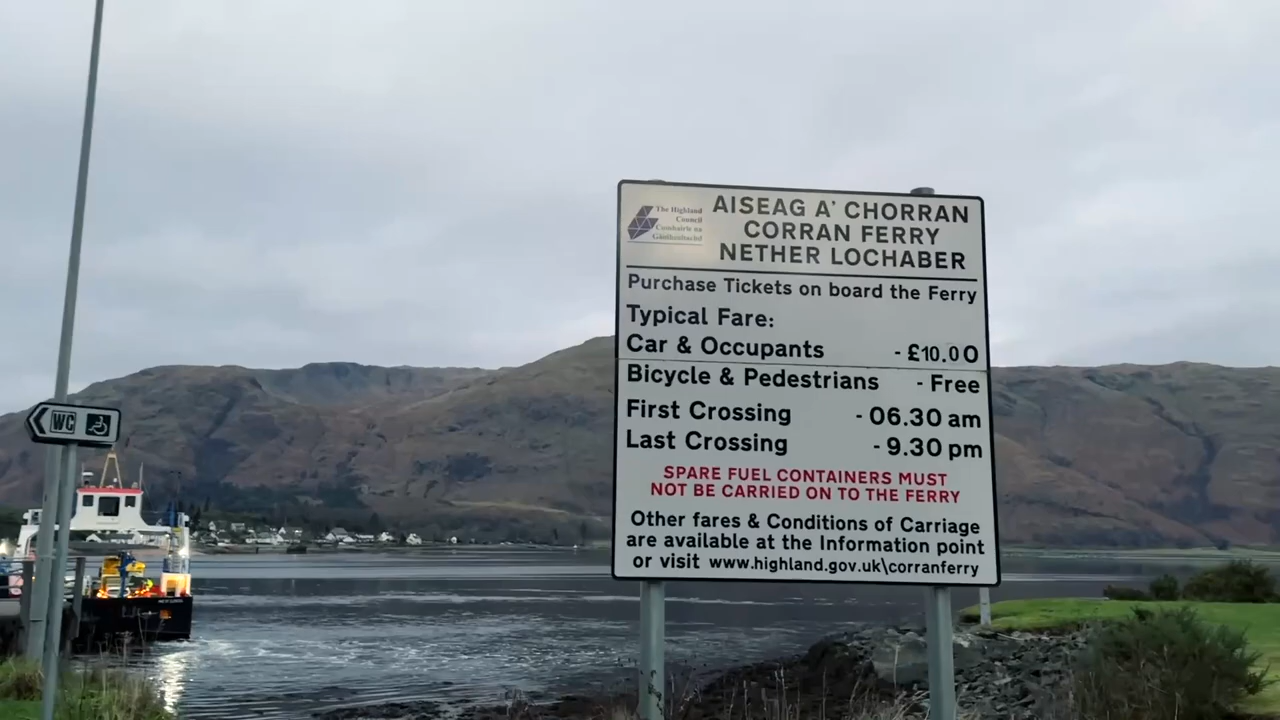 The Highland
Council
Comhairle na
Gàidhealtachd
AISEAG A' CHORRAN
CORRAN FERRY
NETHER LOCHABER
Purchase Tickets on board the Ferry
Typical Fare:
Car & Occupants - £10.00
Bicycle & Pedestrians - Free
First Crossing - 06.30 am
Last Crossing - 9.30 pm
SPARE FUEL CONTAINERS MUST
NOT BE CARRIED ON TO THE FERRY
Other fares & Conditions of Carriage
are available at the Information point
or visit www.highland.gov.uk\corranferry
WC